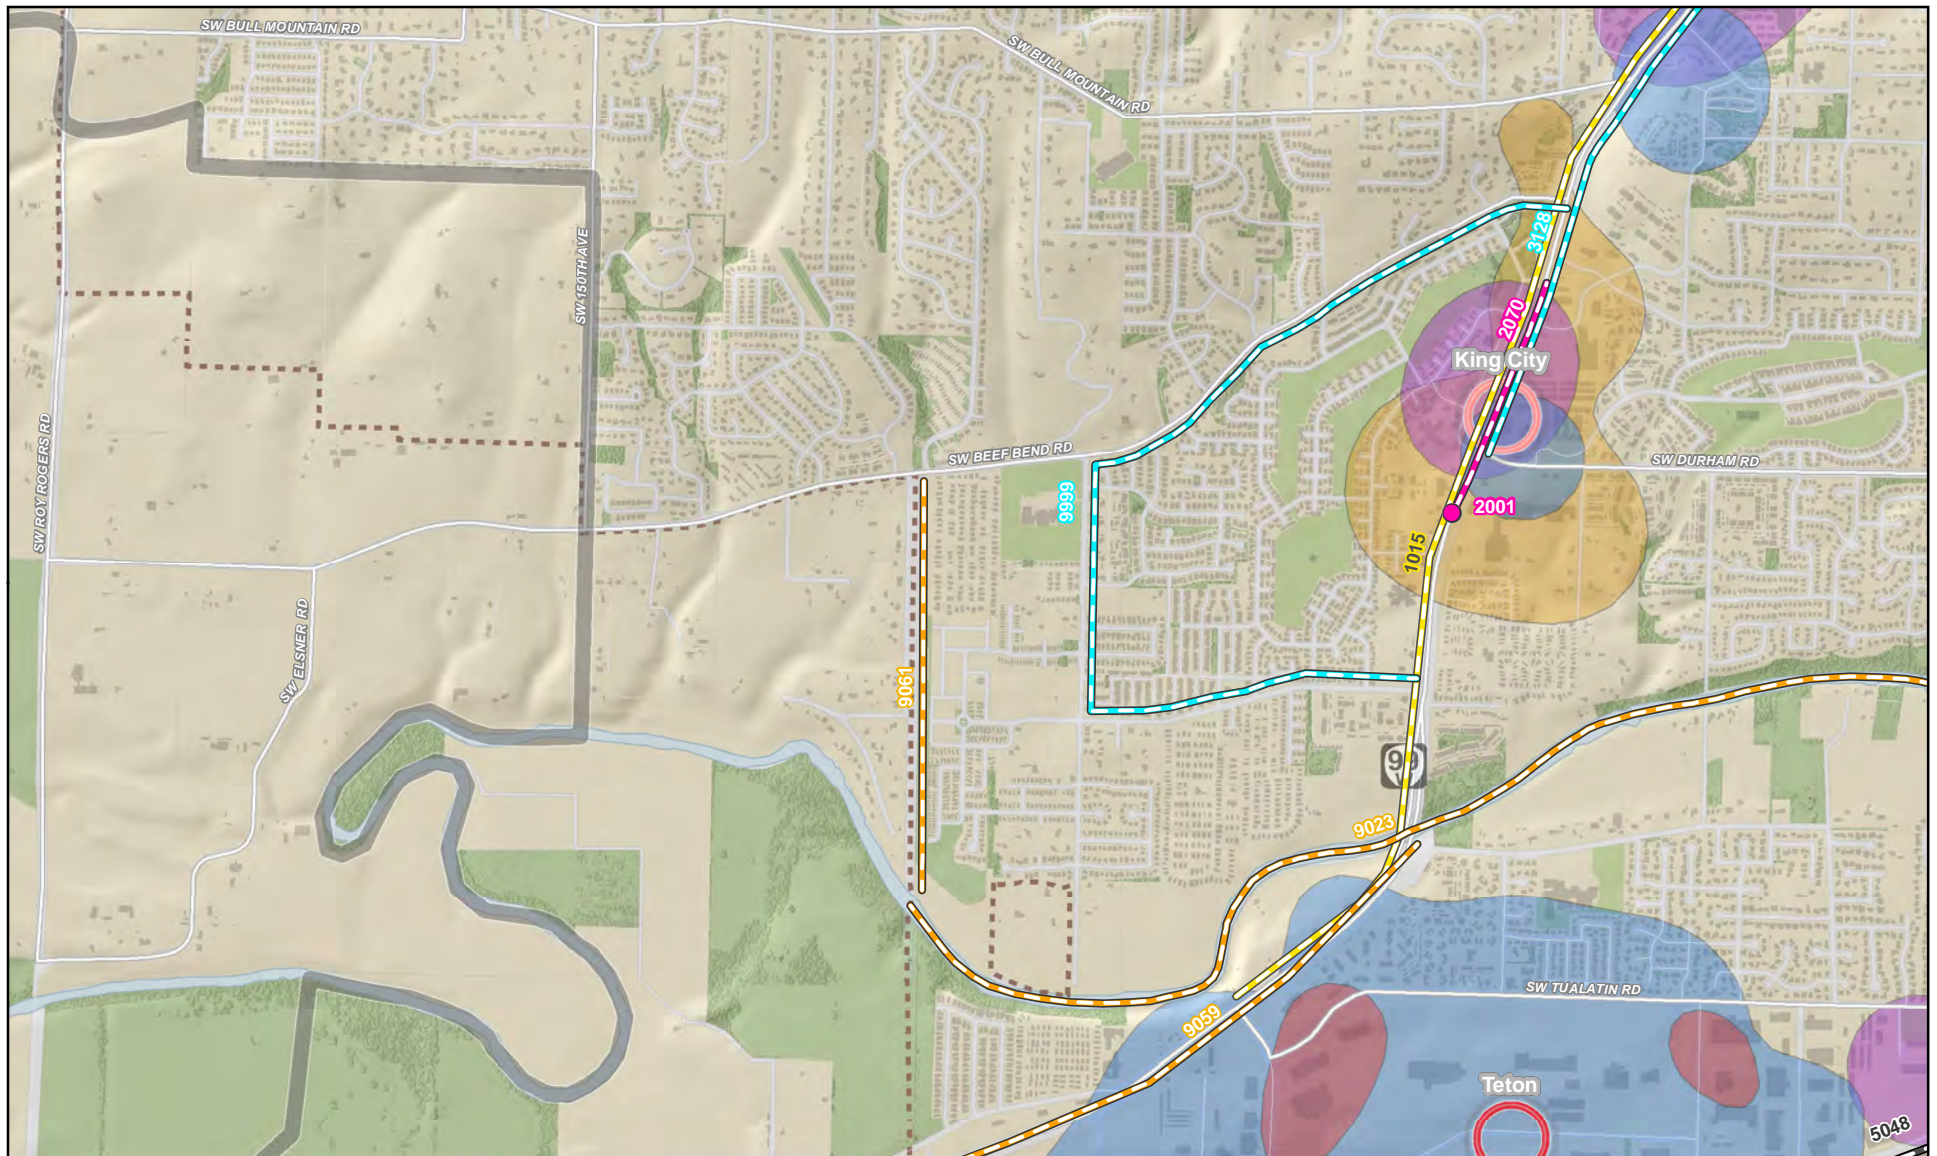 SW BULL MOUNTAIN RD
SW BULL MOUNTAIN RD
3128
SW 150TH AVE
2070
King City
SW ROY ROGERS RD
SW BEEF BEND RD
SW DURHAM RD
9999
2001
1015
SW ELSNER RD
9061
99
W
9023
SW TUALATIN RD
9059
Teton
5048